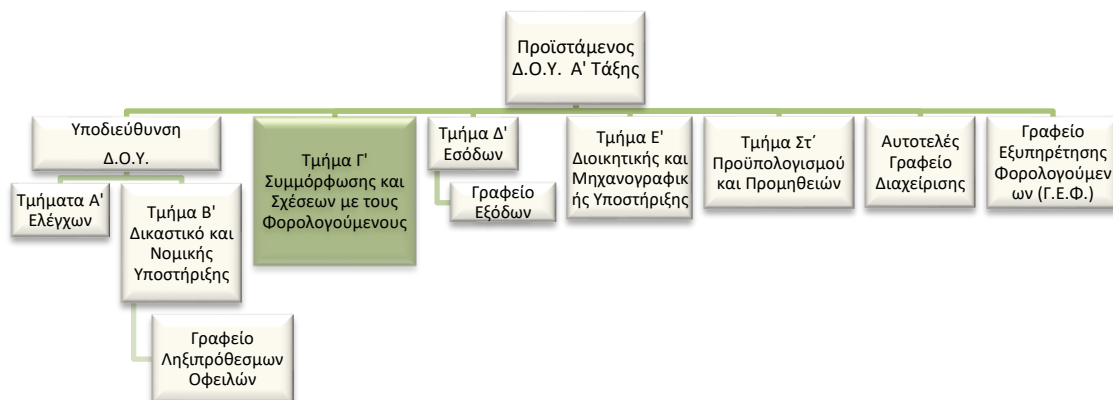 Προϊστάμενος
Δ.Ο.Υ. Α' Τάξης
Υποδιεύθυνση
Δ.Ο.Υ.
Τμήματα Α'
Ελέγχων
Τμήμα Β'
Δικαστικό και
Νομικής
Υποστήριξης
Γραφείο
Ληξιπρόθεσμων
Οφειλών
Τμήμα Γ'
Συμμόρφωσης και
Σχέσεων με τους
Φορολογούμενους
Τμήμα Δ'
Εσόδων
Γραφείο
Εξόδων
Τμήμα Ε'
Διοικητικής και
Μηχανογραφικ
ής Υποστήριξης
Τμήμα Στ΄
Προϋπολογισμού
και Προμηθειών
Αυτοτελές
Γραφείο
Διαχείρισης
Γραφείο
Εξυπηρέτησης
Φορολογούμεν
ων (Γ.Ε.Φ.)